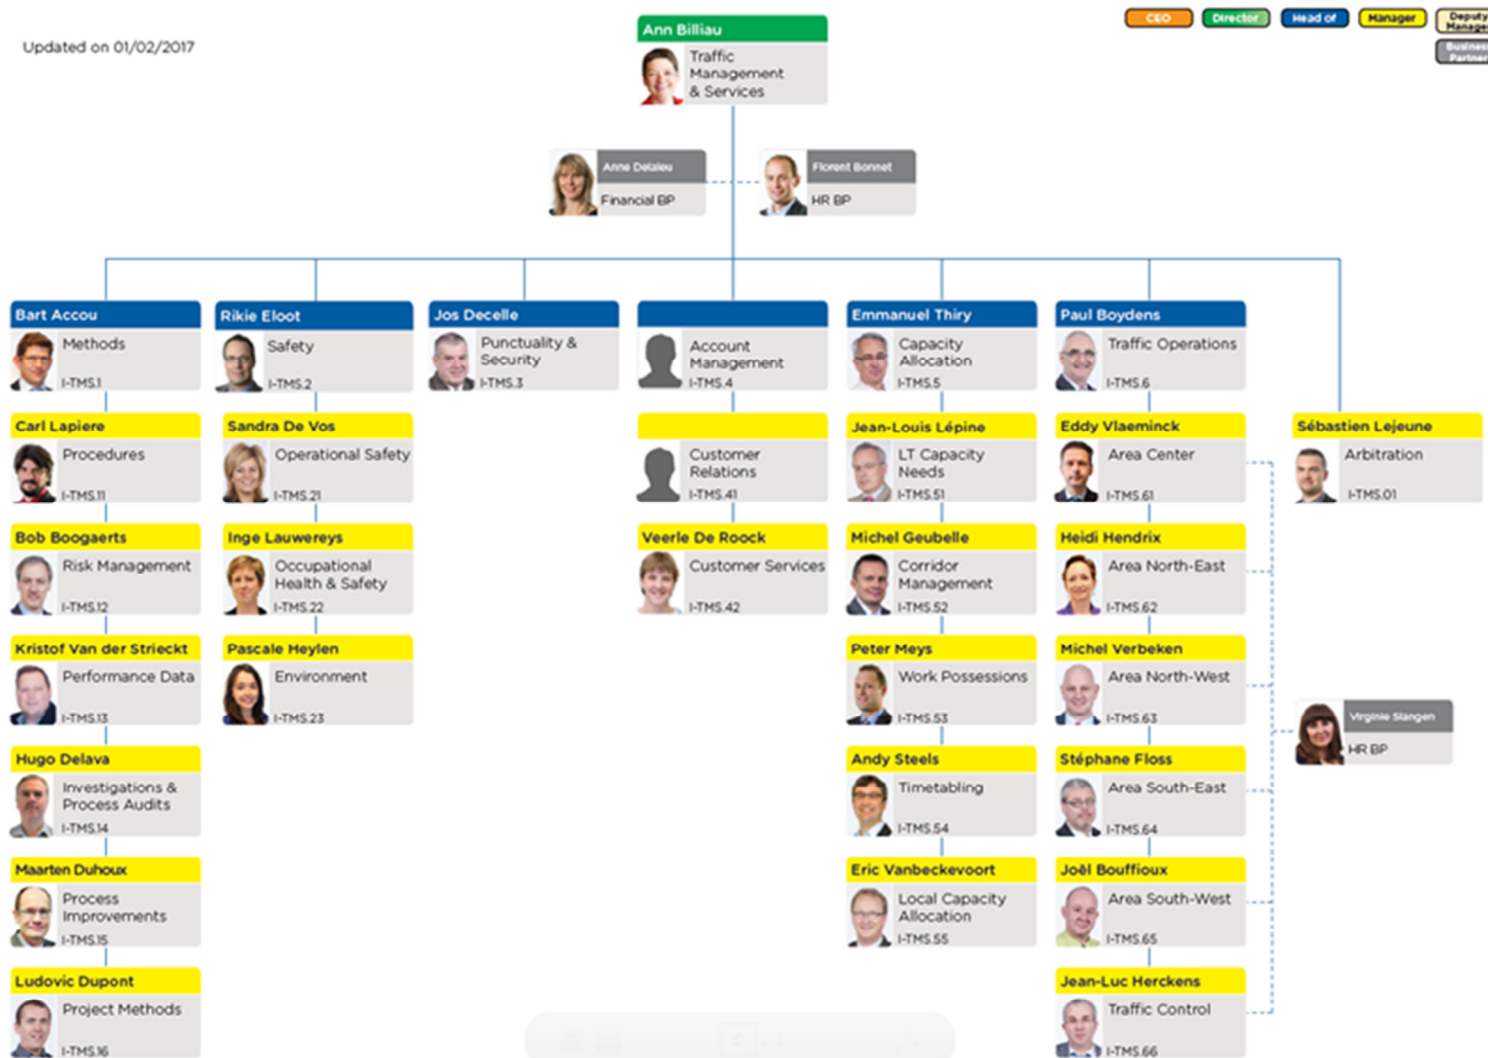 Updated on 01/02/2017
CEO
Director
Head of
Manager
Deputy
Manager
Business
Partner
Ann Billiau
Traffic
Management
& Services
Anne Delaleu
Financial BP
Florent Bonnet
HR BP
Bart Accou
Methods
I-TMS.1
Carl Lapiere
Procedures
I-TMS.11
Bob Boogaerts
Risk Management
I-TMS.12
Kristof Van der Strieckt
Performance Data
I-TMS.13
Hugo Delava
Investigations &
Process Audits
I-TMS.14
Maarten Duhoux
Process
Improvements
I-TMS.15
Ludovic Dupont
Project Methods
I-TMS.16
Rikie Eloot
Safety
I-TMS.2
Sandra De Vos
Operational Safety
I-TMS.21
Inge Lauwereys
Occupational
Health & Safety
I-TMS.22
Pascale Heylen
Environment
I-TMS.23
Jos Decelle
Punctuality &
Security
I-TMS.3
Account
Management
I-TMS.4
Customer
Relations
I-TMS.41
Veerle De Roock
Customer Services
I-TMS.42
Emmanuel Thiry
Capacity
Allocation
I-TMS.5
Jean-Louis Lépine
LT Capacity
Needs
I-TMS.51
Michel Geubelle
Corridor
Management
I-TMS.52
Peter Meys
Work Possessions
I-TMS.53
Andy Steels
Timetabling
I-TMS.54
Eric Vanbeckevoort
Local Capacity
Allocation
I-TMS.55
Paul Boydens
Traffic Operations
I-TMS.6
Eddy Vlaeminck
Area Center
I-TMS.61
Heidi Hendrix
Area North-East
I-TMS.62
Michel Verbeken
Area North-West
I-TMS.63
Stéphane Floss
Area South-East
I-TMS.64
Joël Bouffioux
Area South-West
I-TMS.65
Jean-Luc Herckens
Traffic Control
I-TMS.66
Sébastien Lejeune
Arbitration
I-TMS.01
Virginie Slangen
HR BP